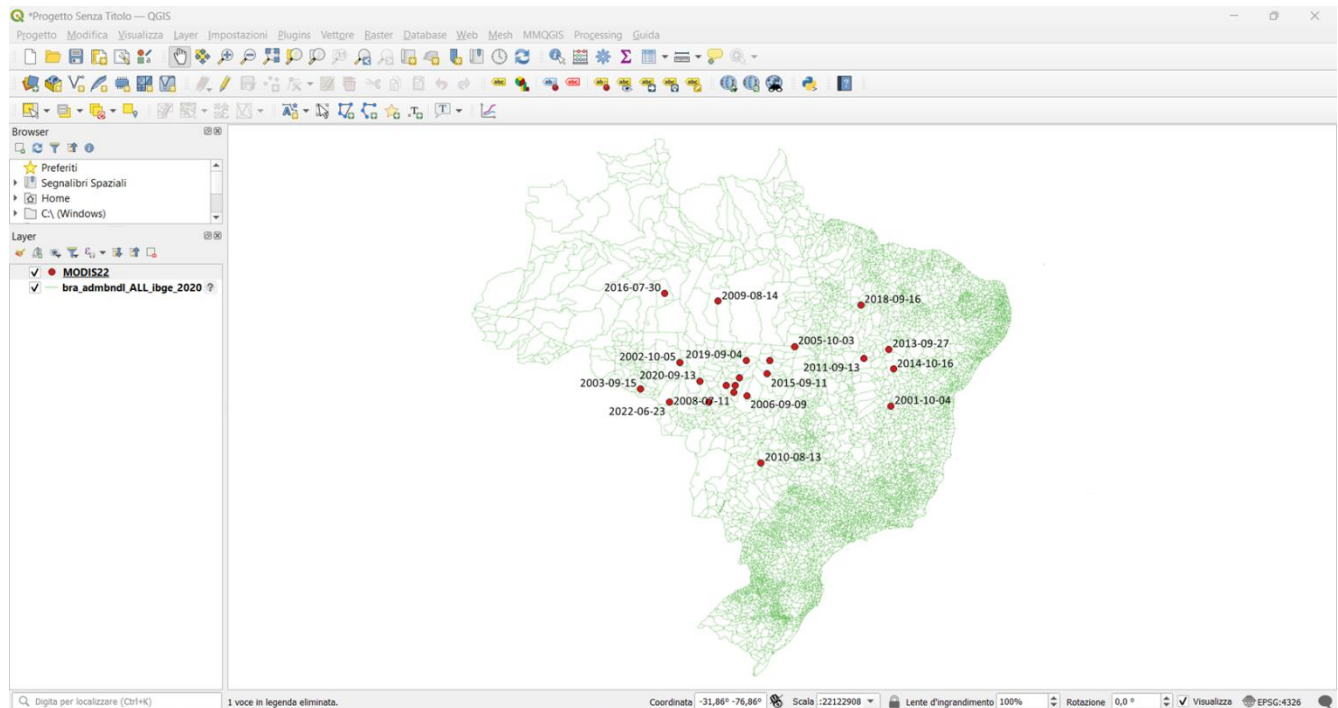 *Progetto Senza Titolo — QGIS
Progetto Modifica Visualizza Layer Impostazioni Plugins Vettore Raster Database Web Mesh MMQGIS Processing Guida
Browser
Preferiti
Segnalibri Spaziali
Home
C:\ (Windows)
Layer
MODIS22
bra_admbndl_ALL_ibge_2020 ?
2016-07-30
2009-08-14
2018-09-16
2005-10-03
2013-09-27
2002-10-05
2019-09-04
2011-09-13
2014-10-16
2020-09-13
2015-09-11
2003-09-15
2008-07-11
2006-09-09
2001-10-04
2022-06-23
2010-08-13
Digita per localizzare (Ctrl+K) 1 voce in legenda eliminata. Coordinata -31,86° -76,86° Scala :22122908 Lente d'ingrandimento 100% Rotazione 0,0 ° Visualizza EPSG:4326